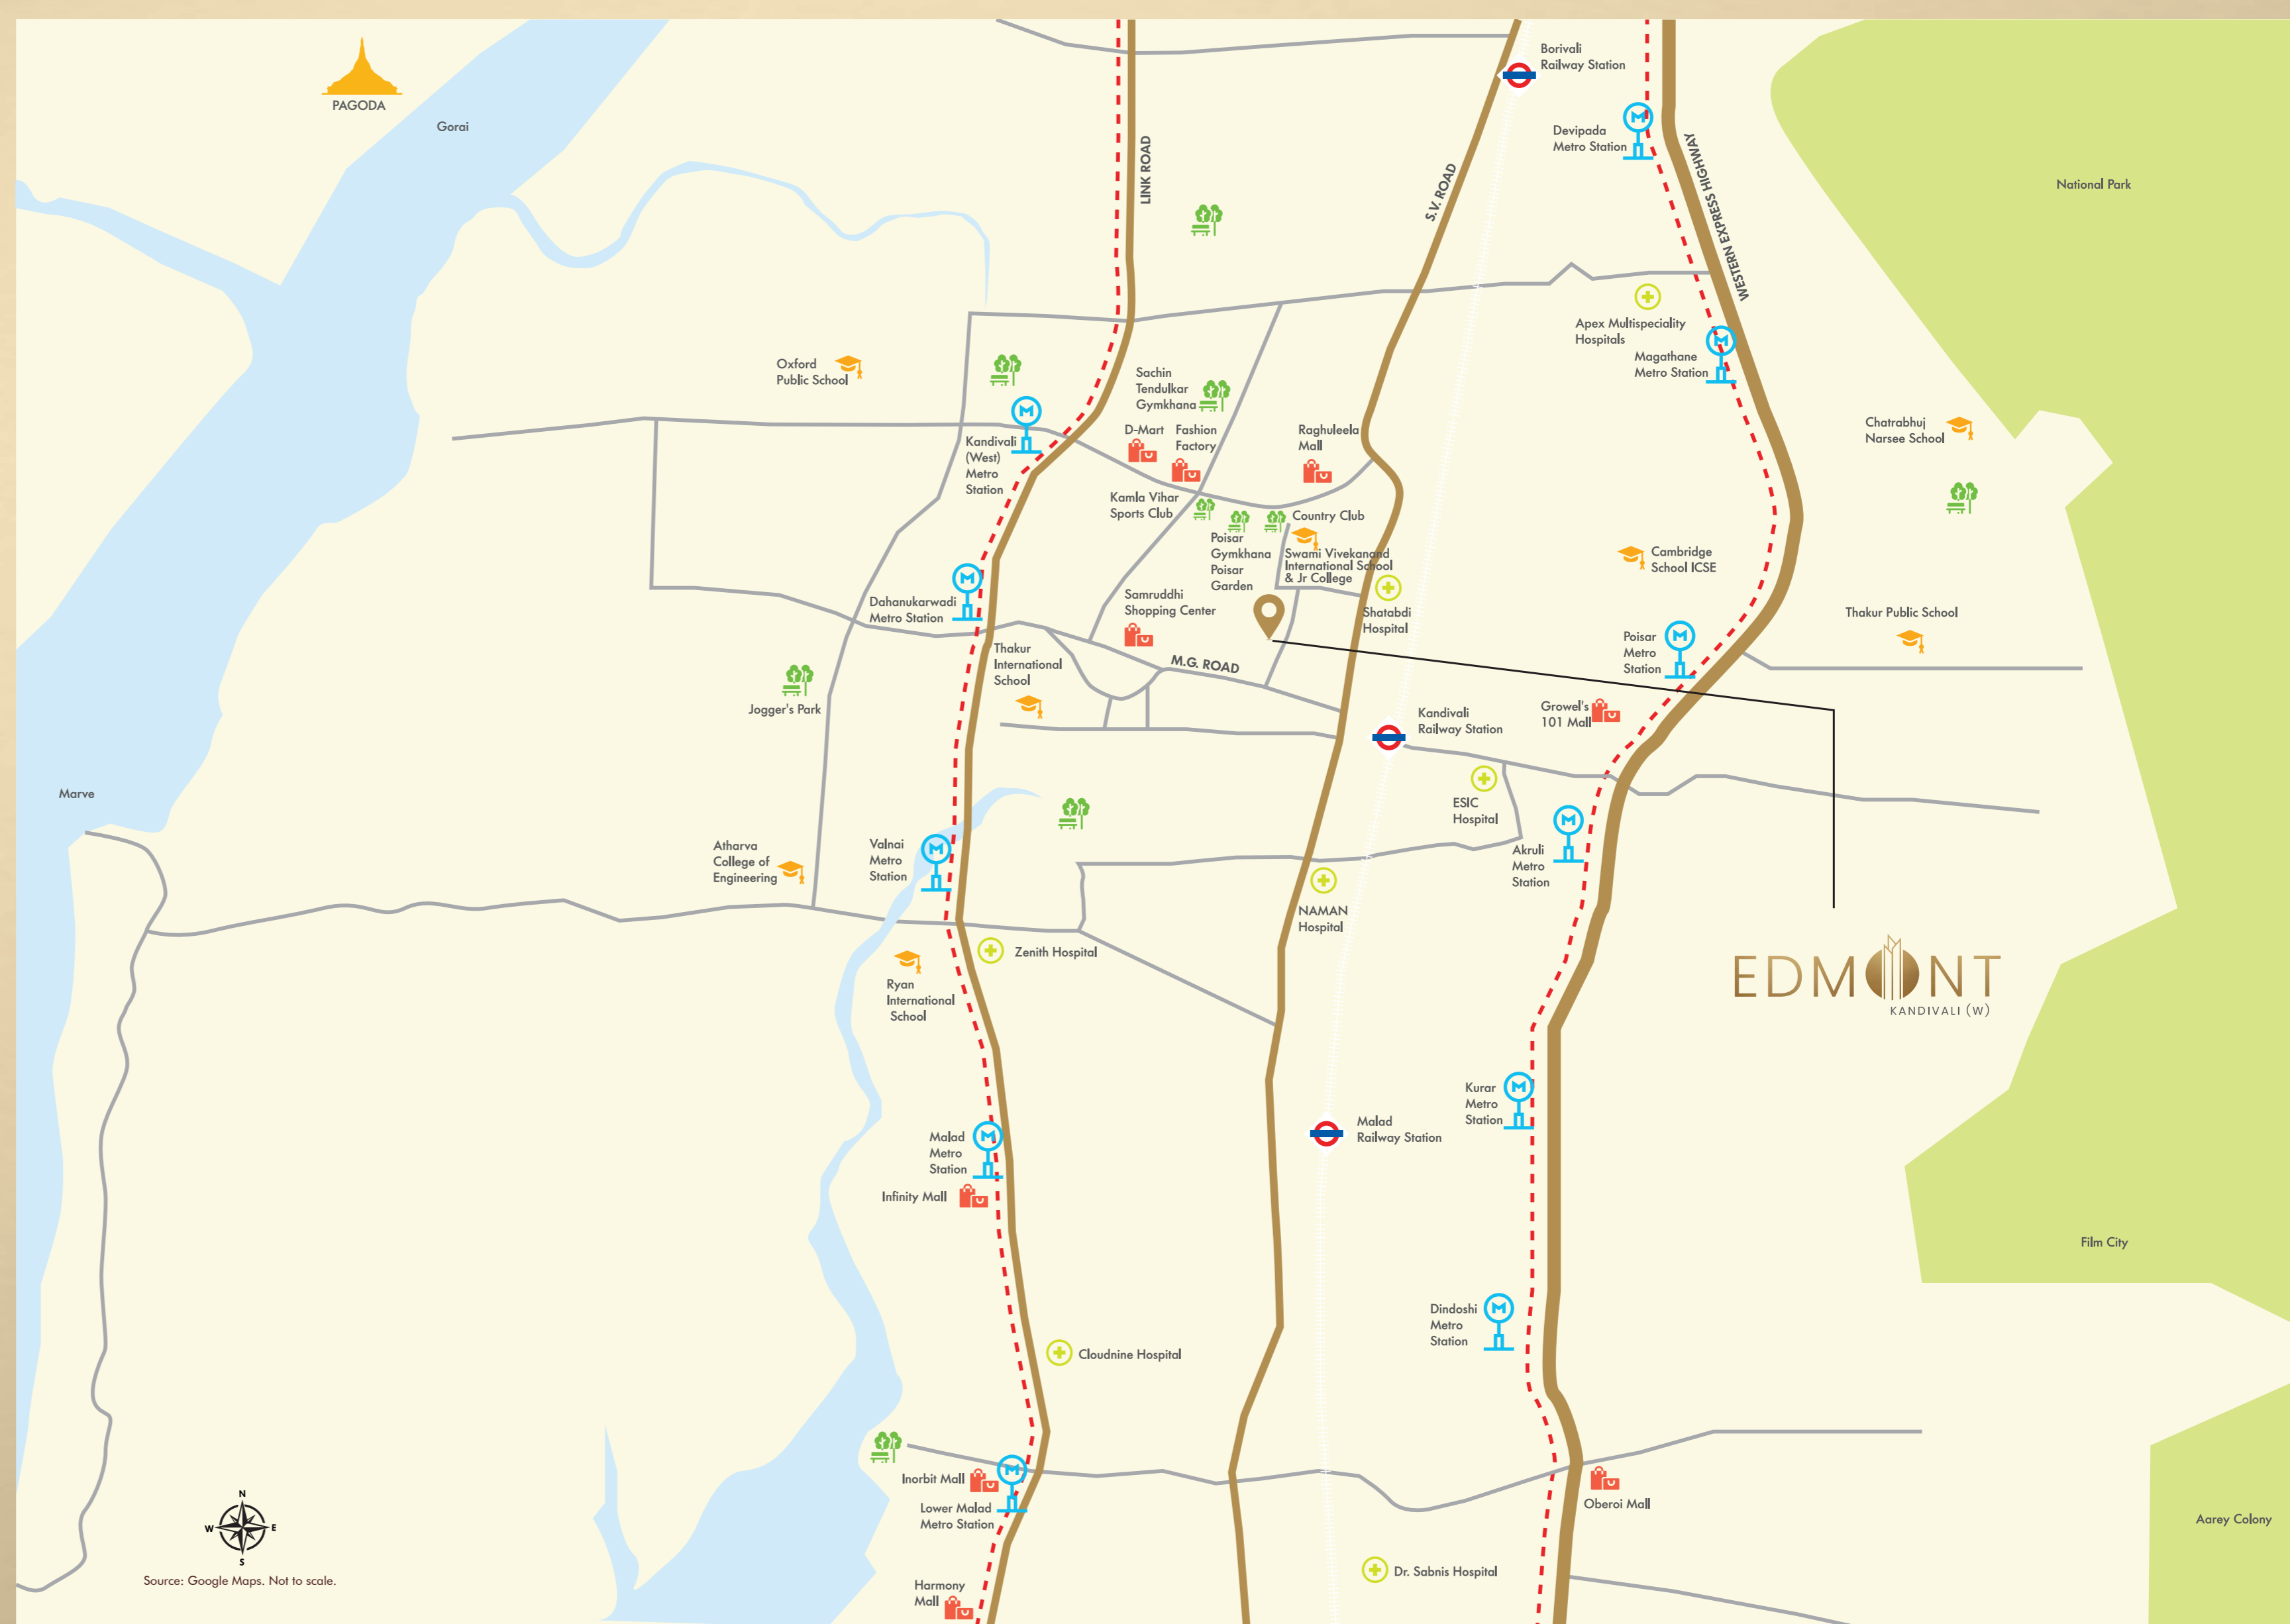 PAGODA
Gorai
LINK ROAD
S.V. ROAD
Borivali
Railway Station
Devipada
Metro Station
WESTERN EXPRESS HIGHWAY
National Park
Apex Multispeciality
Hospitals
Magathane
Metro Station
Oxford
Public School
Sachin
Tendulkar
Gymkhana
D-Mart
Fashion
Factory
Raghuleela
Mall
Chatrabhuj
Narsee School
Kandivali
(West)
Metro
Station
Kamla Vihar
Sports Club
Country Club
Poisar
Gymkhana
Poisar
Garden
Swami Vivekanand
International School
& Jr College
Cambridge
School ICSE
Dahanukarwadi
Metro Station
Samruddhi
Shopping Center
Shatabdi
Hospital
Thakur Public School
Poisar
Metro
Station
Thakur
International
School
M.G. ROAD
Jogger's Park
Growel's
101 Mall
Kandivali
Railway Station
Marve
ESIC
Hospital
Atharva
College of
Engineering
Valnai
Metro
Station
Akruli
Metro
Station
NAMAN
Hospital
Zenith Hospital
EDMONT
KANDIVALI (W)
Ryan
International
School
Kurar
Metro
Station
Malad
Metro
Station
Malad
Railway Station
Infinity Mall
Film City
Dindoshi
Metro
Station
Cloudnine Hospital
Inorbit Mall
Lower Malad
Metro Station
Oberoi Mall
Aarey Colony
N
W
E
S
Source: Google Maps. Not to scale.
Dr. Sabnis Hospital
Harmony
Mall
M
M
M
M
M
M
M
M
M
M
M
M